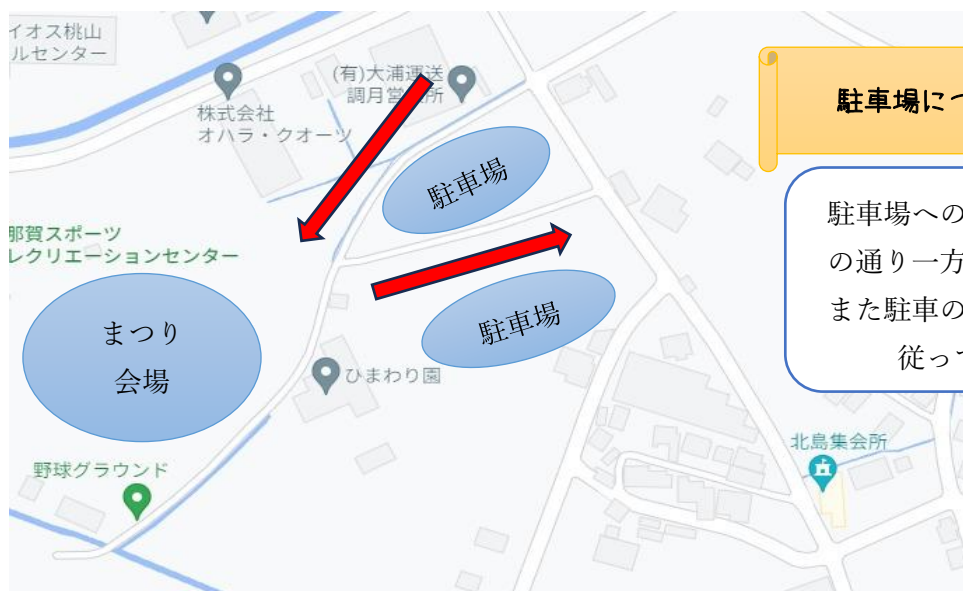 イオス桃山
ルセンター
株式会社
オハラ・クオーツ
(有)大浦運送
調月営業所
駐車場
駐車場につ
駐車場への
の通り一方
また駐車の
従って
那賀スポーツ
レクリエーションセンター
まつり
会場
駐車場
ひまわり園
野球グラウンド
北島集会所